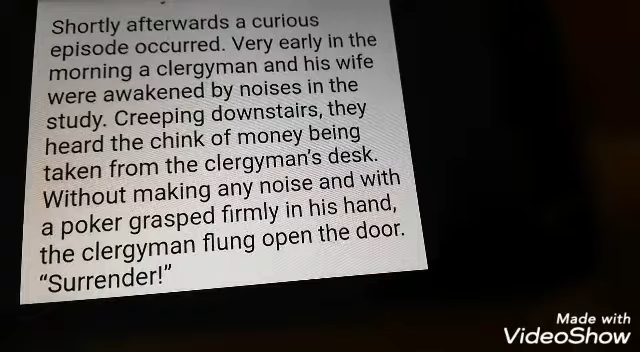 Shortly afterwards a curious
episode occurred. Very early in the
morning a clergyman and his wife
were awakened by noises in the
study. Creeping downstairs, they
heard the chink of money being
taken from the clergyman's desk.
Without making any noise and with
a poker grasped firmly in his hand,
the clergyman flung open the door.
“Surrender!”
Made with
VideoShow